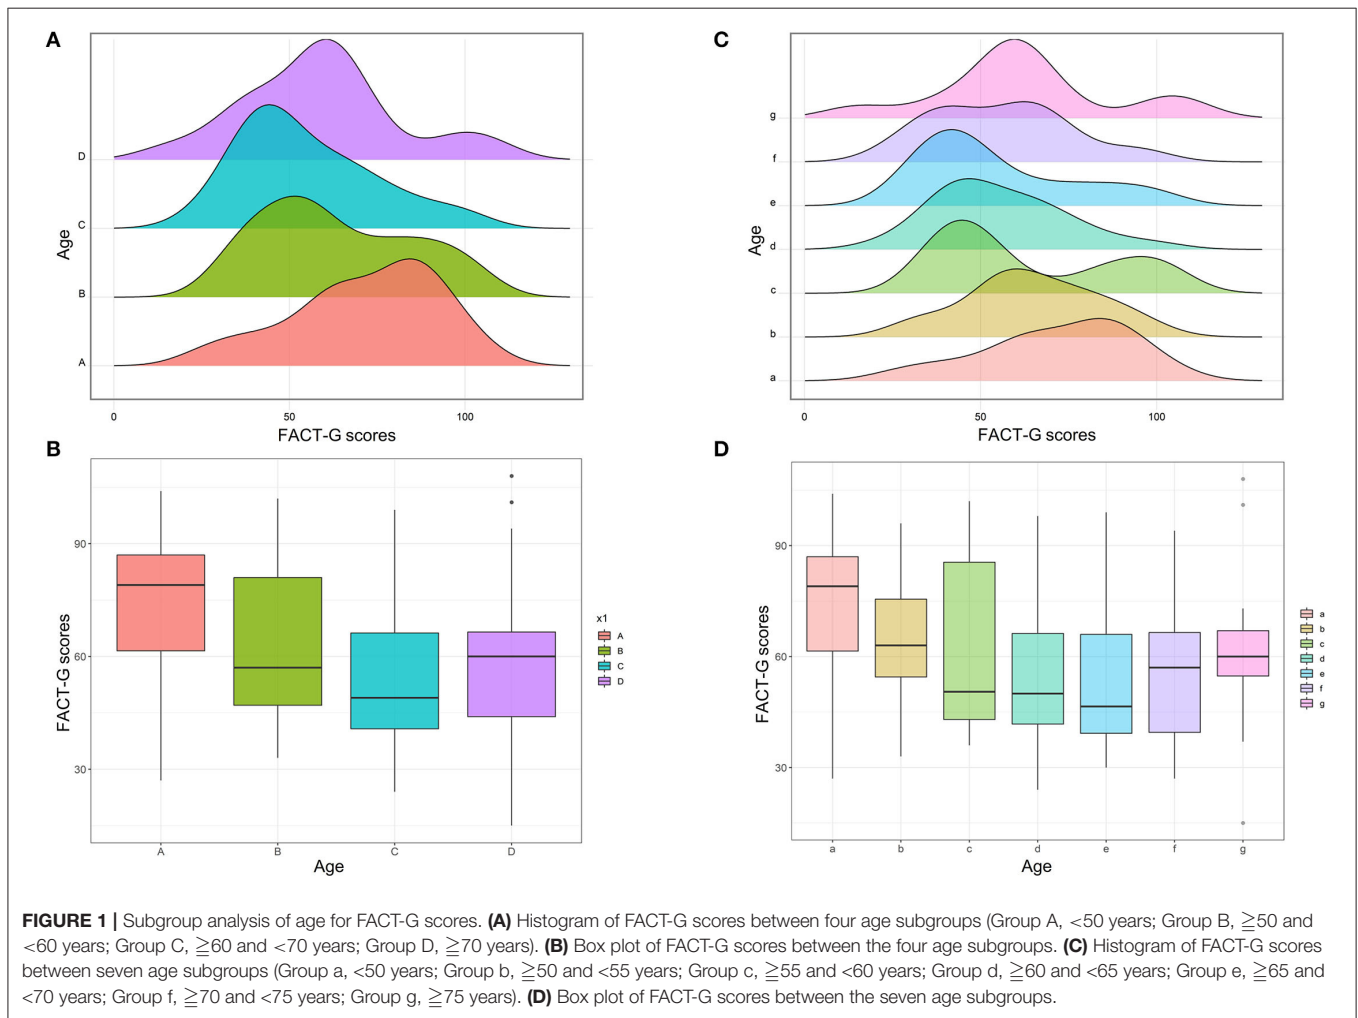 A
D
C
B
A
Age
0 50 100
FACT-G scores
C
g
f
e
d
c
b
a
Age
0 50 100
FACT-G scores
B
90
60
30
FACT-G scores
A B C D
Age
x1
A
B
C
D
D
90
60
30
FACT-G scores
a b c d e f g
Age
a
b
c
d
e
f
g
FIGURE 1 | Subgroup analysis of age for FACT-G scores. (A) Histogram of FACT-G scores between four age subgroups (Group A, <50 years; Group B, ≧50 and
<60 years; Group C, ≧60 and <70 years; Group D, ≧70 years). (B) Box plot of FACT-G scores between the four age subgroups. (C) Histogram of FACT-G scores
between seven age subgroups (Group a, <50 years; Group b, ≧50 and <55 years; Group c, ≧55 and <60 years; Group d, ≧60 and <65 years; Group e, ≧65 and
<70 years; Group f, ≧70 and <75 years; Group g, ≧75 years). (D) Box plot of FACT-G scores between the seven age subgroups.